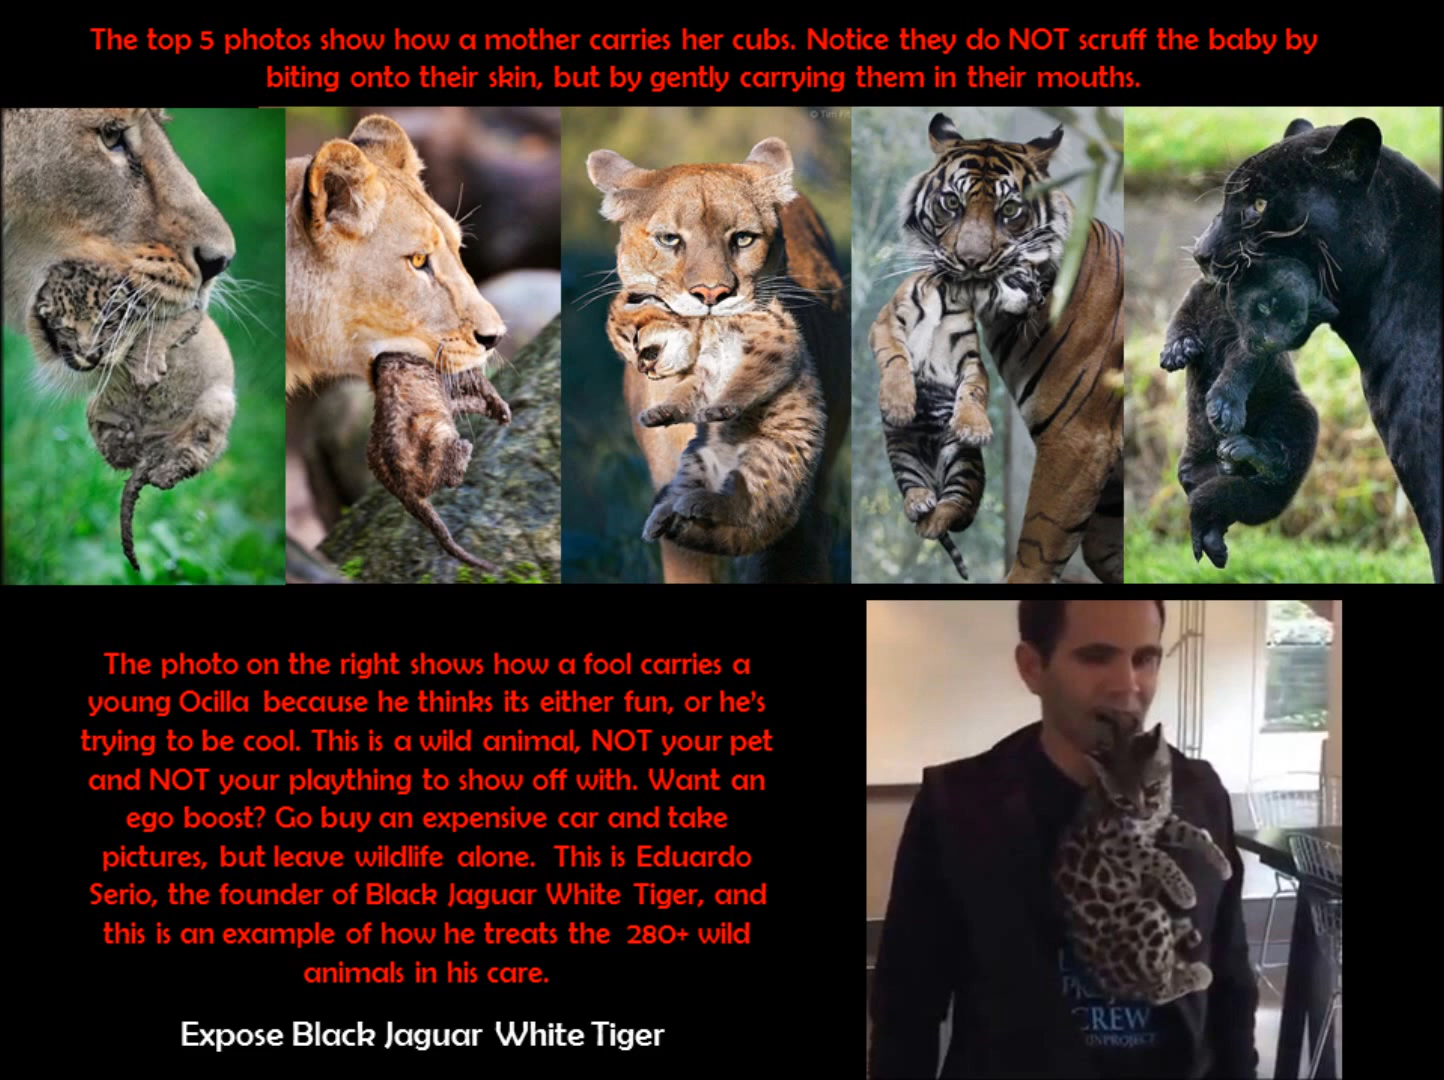 The top 5 photos show how a mother carries her cubs. Notice they do NOT scruff the baby by
biting onto their skin, but by gently carrying them in their mouths.
The photo on the right shows how a fool carries a
young Ocilla because he thinks its either fun, or he's
trying to be cool. This is a wild animal, NOT your pet
and NOT your plaything to show off with. Want an
ego boost? Go buy an expensive car and take
pictures, but leave wildlife alone. This is Eduardo
Serio, the founder of Black Jaguar White Tiger, and
this is an example of how he treats the 280+ wild
animals in his care.
Expose Black Jaguar White Tiger
CREW